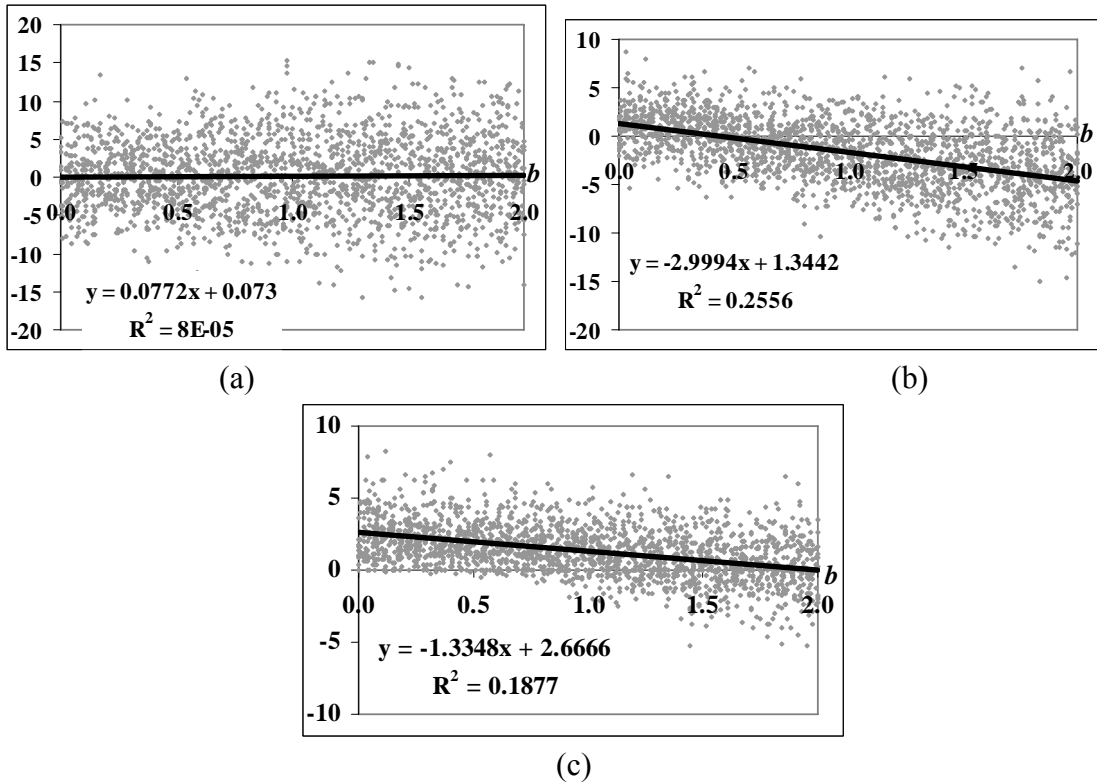 20
15
10
5
0
-5
-10
-15
-20
0.0 0.5 1.0 1.5 2.0
b
y = 0.0772x + 0.073
R² = 8E-05
(a)
10
5
0
-5
-10
-15
-20
0.0 0.5 1.0 1.5 2.0
b
y = -2.9994x + 1.3442
R² = 0.2556
(b)
10
5
0
-5
-10
0.0 0.5 1.0 1.5 2.0
b
y = -1.3348x + 2.6666
R² = 0.1877
(c)